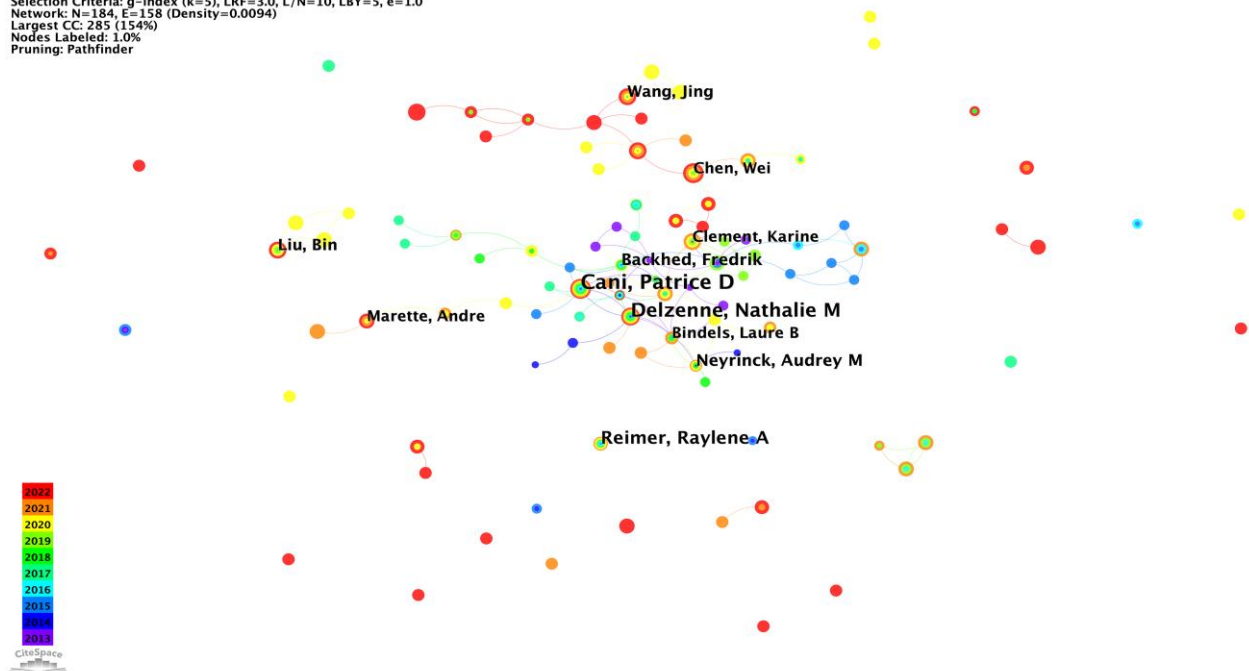 Selection Criteria: g-index (k=5), LRF=3.0, L/N=10, LBY=5, e=1.0
Network: N=184, E=158 (Density=0.0094)
Largest CC: 285 (154%)
Nodes Labeled: 1.0%
Pruning: Pathfinder
Wang, Jing
Chen, Wei
Clement, Karine
Liu, Bin
Backhed, Fredrik
Cani, Patrice D
Delzenne, Nathalie M
Marette, Andre
Bindels, Laure B
Neyrinck, Audrey M
Reimer, Raylene A
2022
2021
2020
2019
2018
2017
2016
2015
2014
2013
CiteSpace